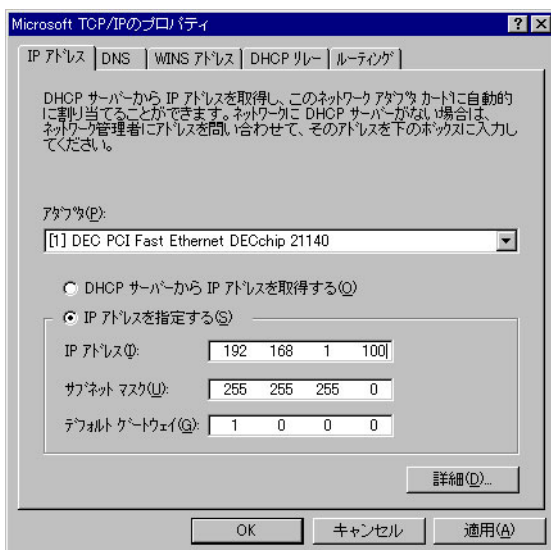 Microsoft TCP/IPのプロパティ
IP アドレス DNS WINS アドレス DHCP リレー ルーティング
DHCP サーバーから IP アドレスを取得し、このネットワーク アダプタ カードに自動的
に割り当てることができます。ネットワークに DHCP サーバーがない場合は、
ネットワーク管理者にアドレスを問い合わせて、そのアドレスを下のボックスに入力し
てください。
アダプタ(P):
[1] DEC PCI Fast Ethernet DECchip 21140
DHCP サーバーから IP アドレスを取得する(O)
IP アドレスを指定する(S)
IP アドレス(I): 192 168 1 100
サブネット マスク(U): 255 255 255 0
デフォルト ゲートウェイ(G): 1 0 0 0
詳細(D)...
OK キャンセル 適用(A)